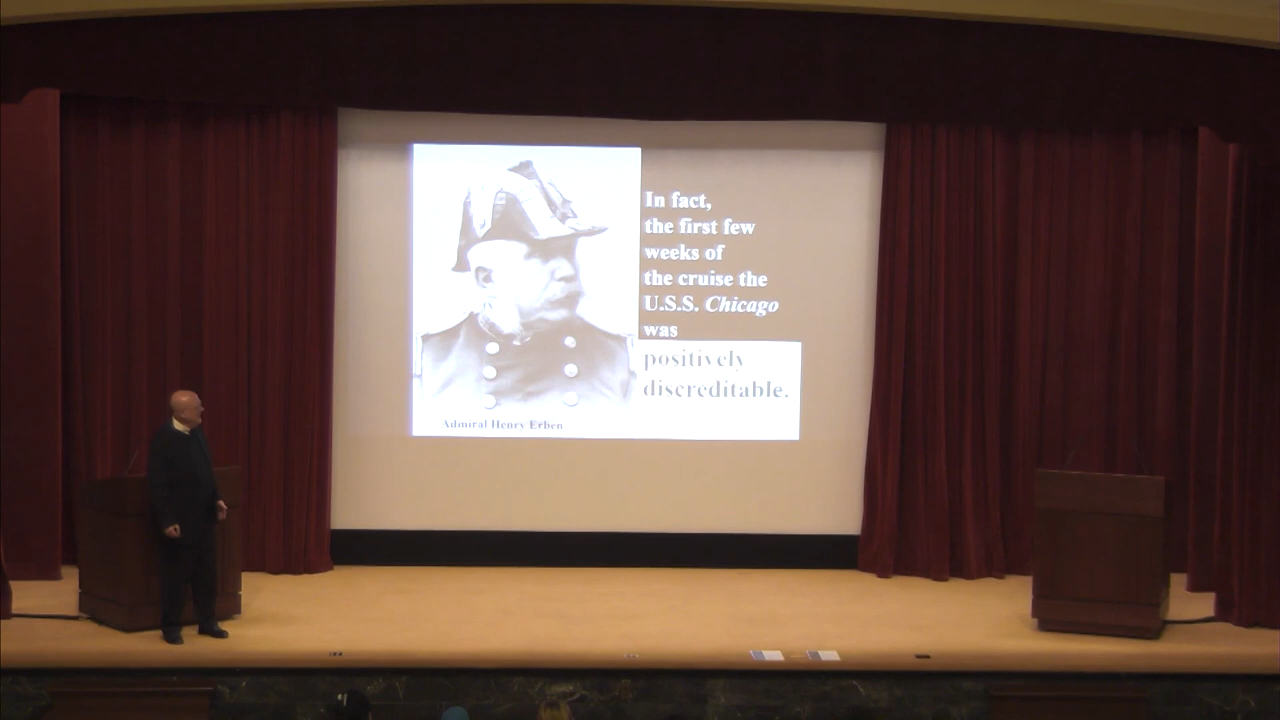 In fact,
the first few
weeks of
the cruise the
U.S.S. Chicago
was
positively
discreditable.
Admiral Henry Erben